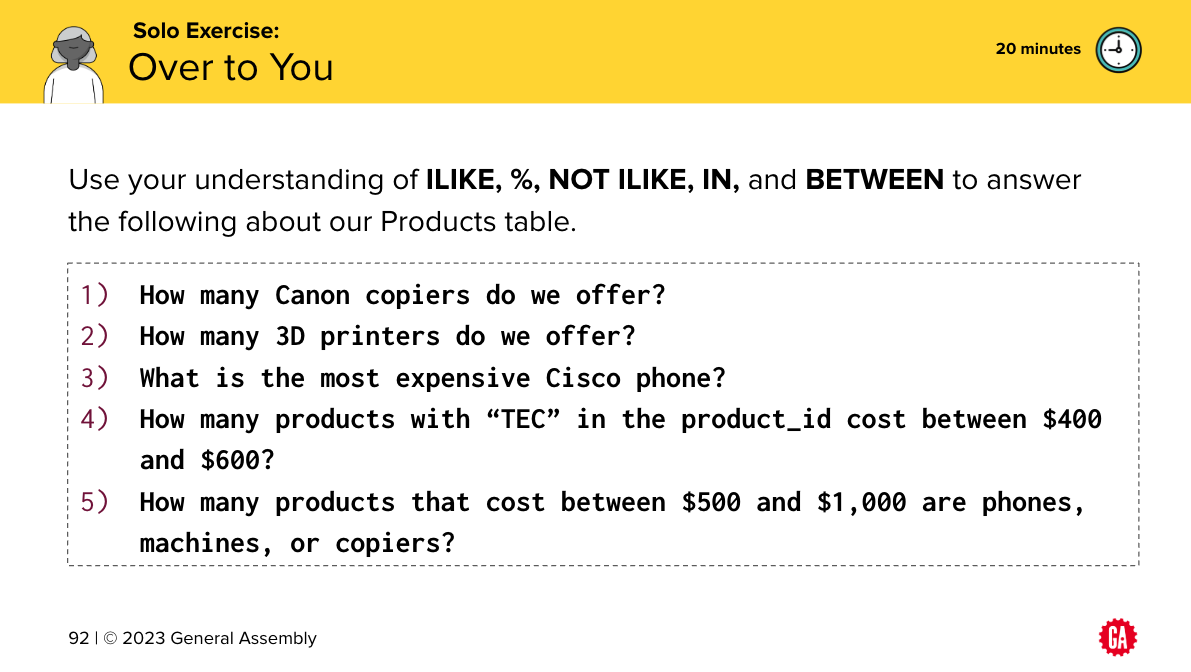 Solo Exercise:
Over to You
20 minutes
Use your understanding of ILIKE, %, NOT ILIKE, IN, and BETWEEN to answer
the following about our Products table.
1) How many Canon copiers do we offer?
2) How many 3D printers do we offer?
3) What is the most expensive Cisco phone?
4) How many products with “TEC” in the product_id cost between $400
and $600?
5) How many products that cost between $500 and $1,000 are phones,
machines, or copiers?
92 | © 2023 General Assembly
GA